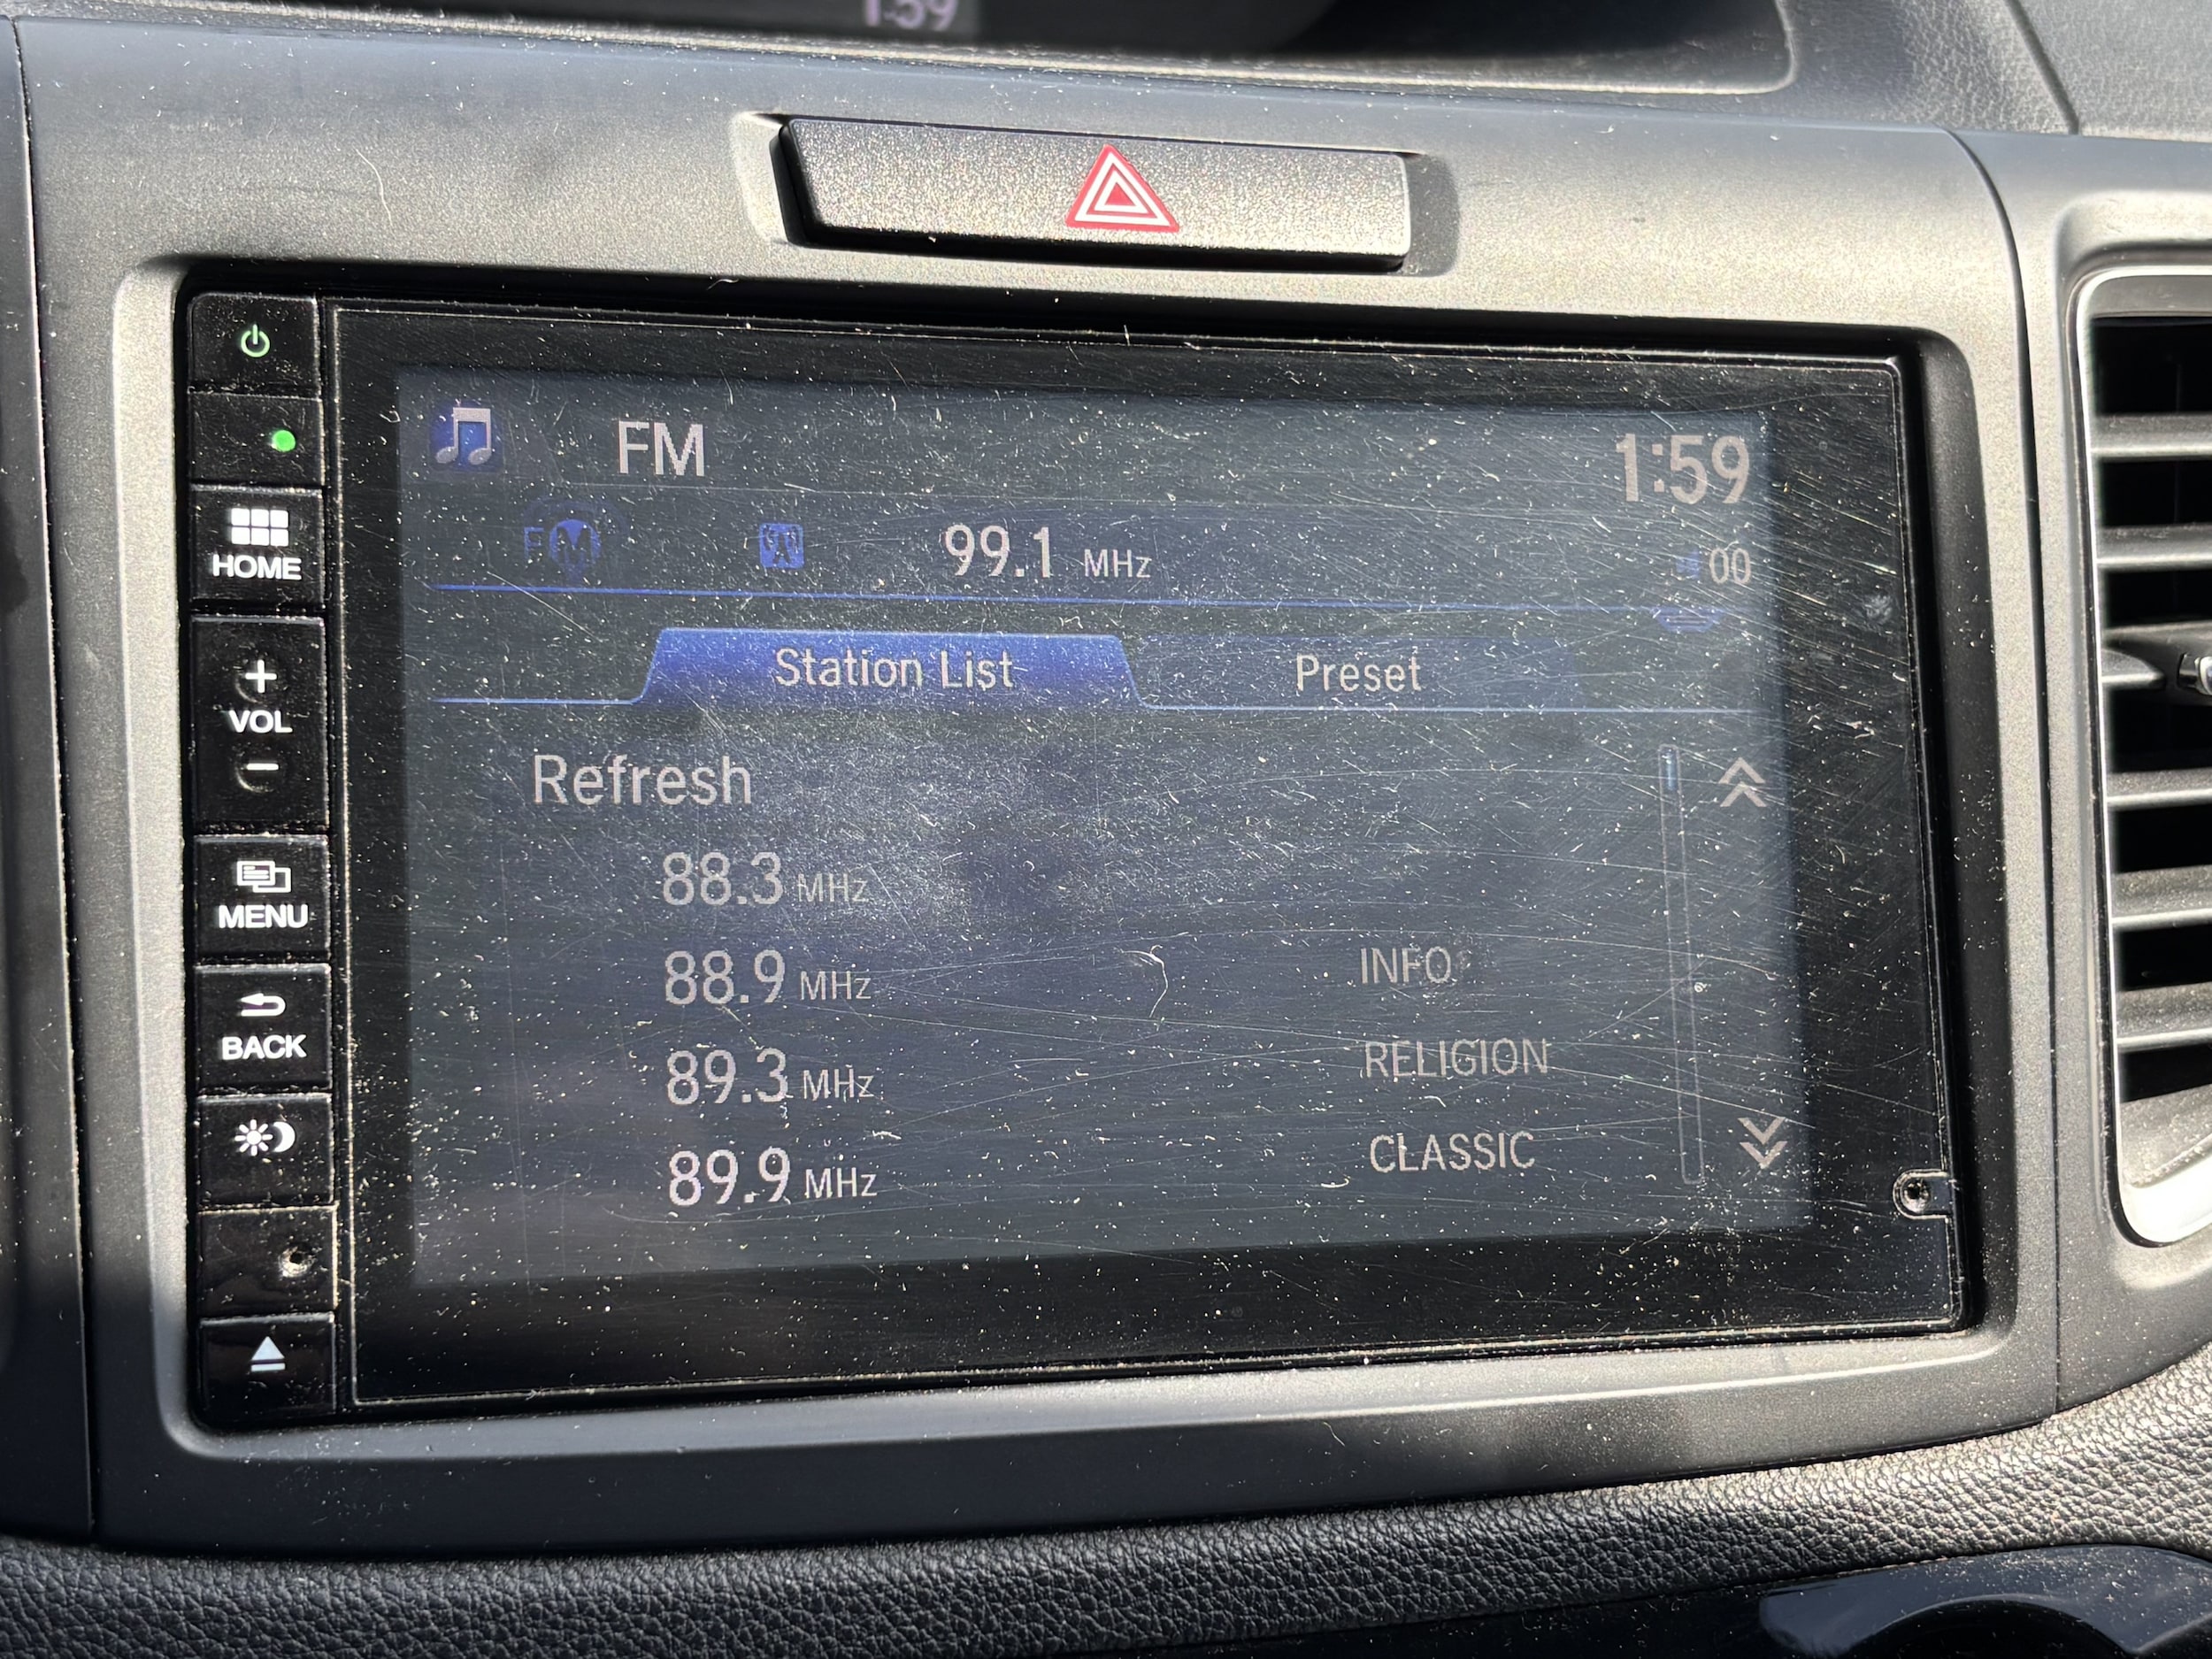 1:59
FM
1:59
FM
99.1 MHz
00
HOME
Station List
Preset
+
VOL
-
Refresh
88.3 MHz
MENU
88.9 MHz
INFO
BACK
89.3 MHz
RELIGION
89.9 MHz
CLASSIC